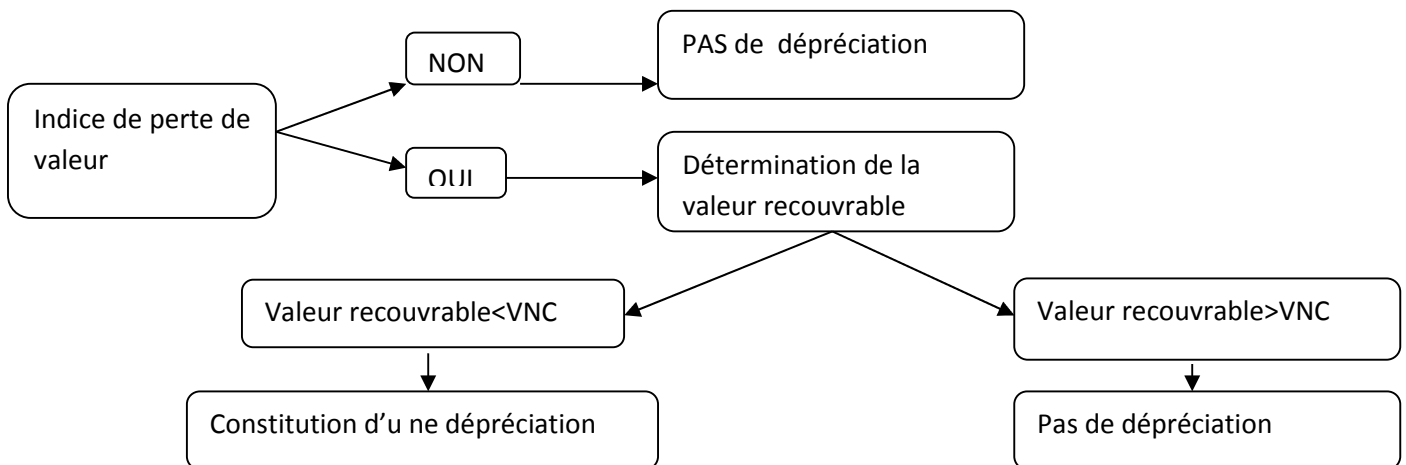 NON
PAS de dépréciation
Indice de perte de
valeur
OUI
Détermination de la
valeur recouvrable
Valeur recouvrable<VNC
Valeur recouvrable>VNC
Constitution d'u ne dépréciation
Pas de dépréciation